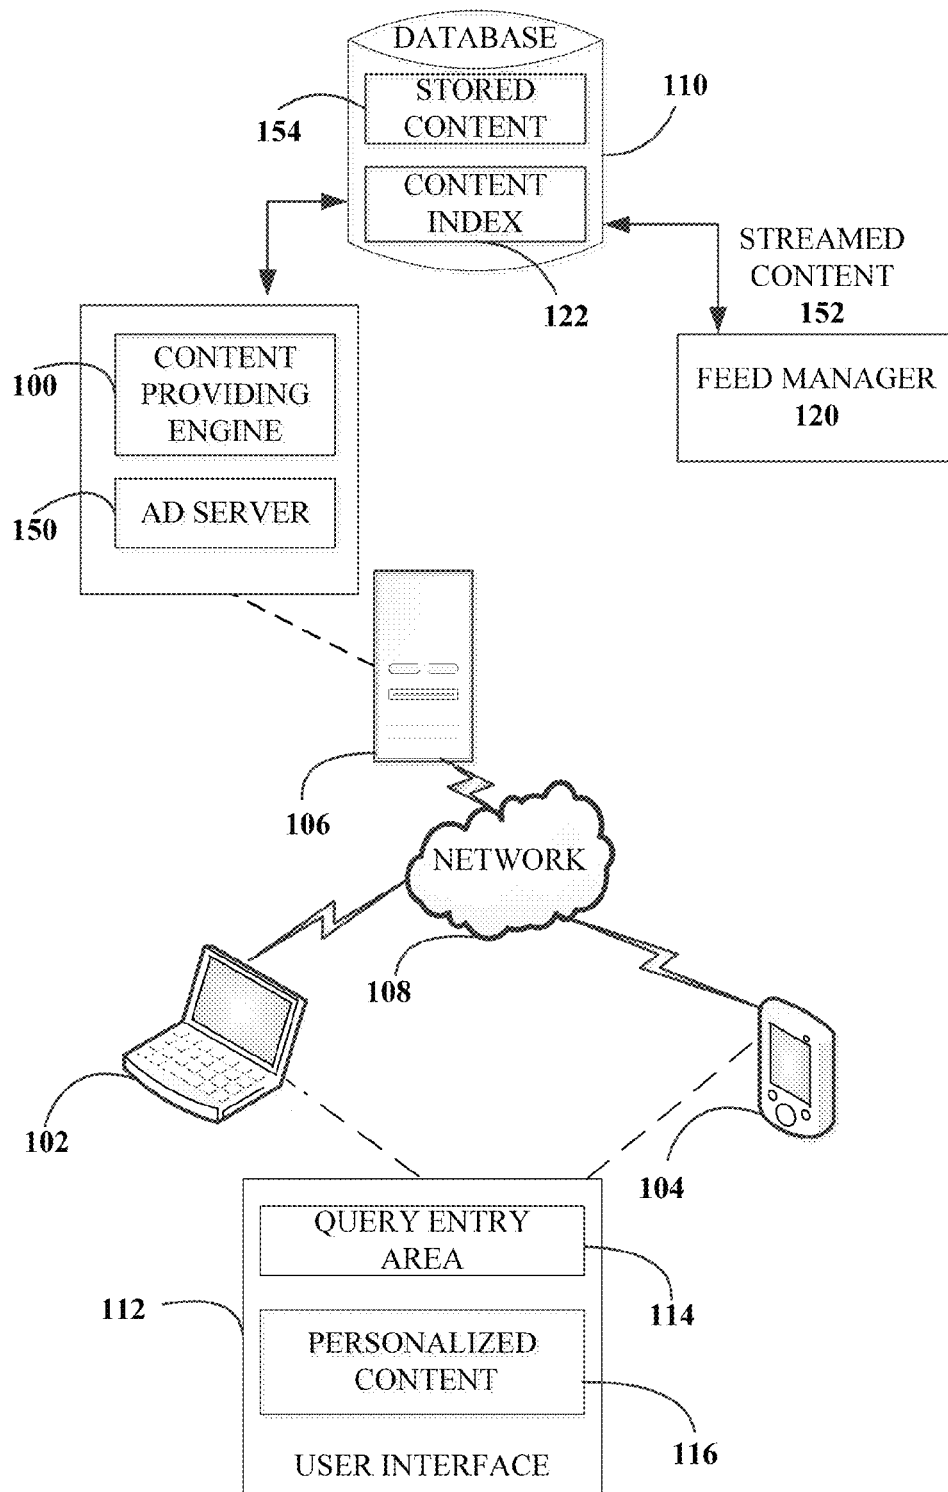 DATABASE
STORED
CONTENT
154
110
CONTENT
INDEX
122
STREAMED
CONTENT
152
FEED MANAGER
120
100
CONTENT
PROVIDING
ENGINE
150
AD SERVER
106
NETWORK
108
102
104
QUERY ENTRY
AREA
114
112
PERSONALIZED
CONTENT
116
USER INTERFACE